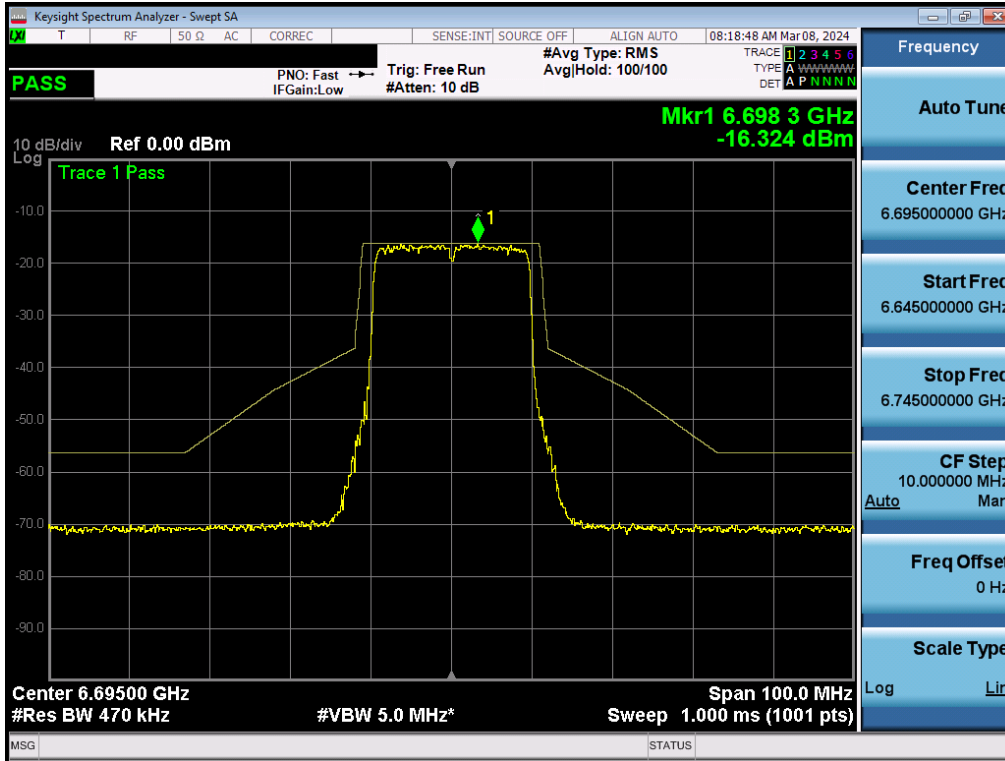 Keysight Spectrum Analyzer - Swept SA
LXI T RF 50 Ω AC CORREC SENSE:INT SOURCE OFF ALIGN AUTO 08:18:48 AM Mar 08, 2024
PASS
PNO: Fast
IFGain:Low
Trig: Free Run
#Atten: 10 dB
#Avg Type: RMS
Avg|Hold: 100/100
TRACE 1 2 3 4 5 6
TYPE A W W W W W
DET A P N N N N
Mkr1 6.698 3 GHz
-16.324 dBm
10 dB/div Ref 0.00 dBm
Log
Trace 1 Pass
1
-10.0
-20.0
-30.0
-40.0
-50.0
-60.0
-70.0
-80.0
-90.0
Center 6.69500 GHz Span 100.0 MHz
#Res BW 470 kHz #VBW 5.0 MHz* Sweep 1.000 ms (1001 pts)
MSG STATUS
Frequency
Auto Tune
Center Freq
6.695000000 GHz
Start Freq
6.645000000 GHz
Stop Freq
6.745000000 GHz
CF Step
10.000000 MHz
Auto Man
Freq Offset
0 Hz
Scale Type
Log Lin